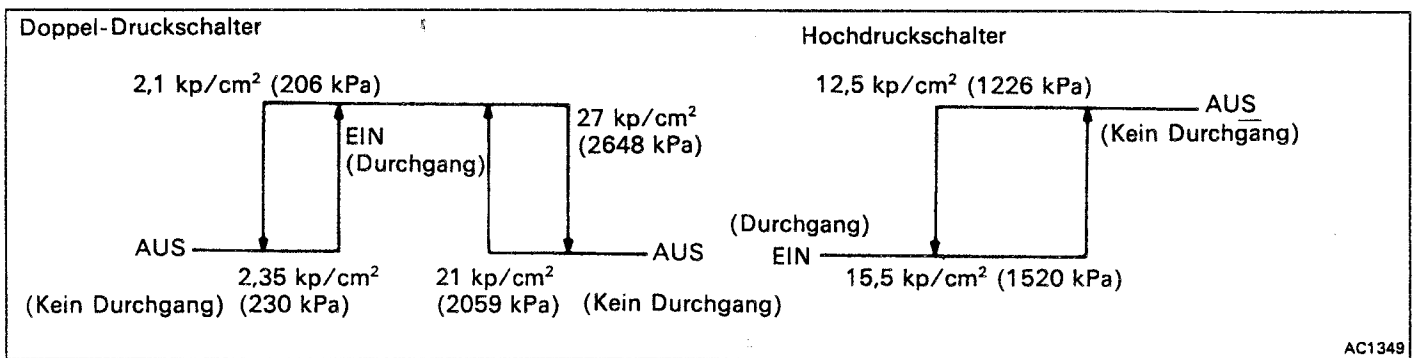 Doppel-Druckschalter
2,1 kp/cm² (206 kPa)
EIN
(Durchgang)
27 kp/cm²
(2648 kPa)
AUS
2,35 kp/cm²
(Kein Durchgang) (230 kPa)
21 kp/cm²
(2059 kPa)
AUS
(Kein Durchgang)
Hochdruckschalter
12,5 kp/cm² (1226 kPa)
AUS
(Kein Durchgang)
(Durchgang)
EIN
15,5 kp/cm² (1520 kPa)
AC1349